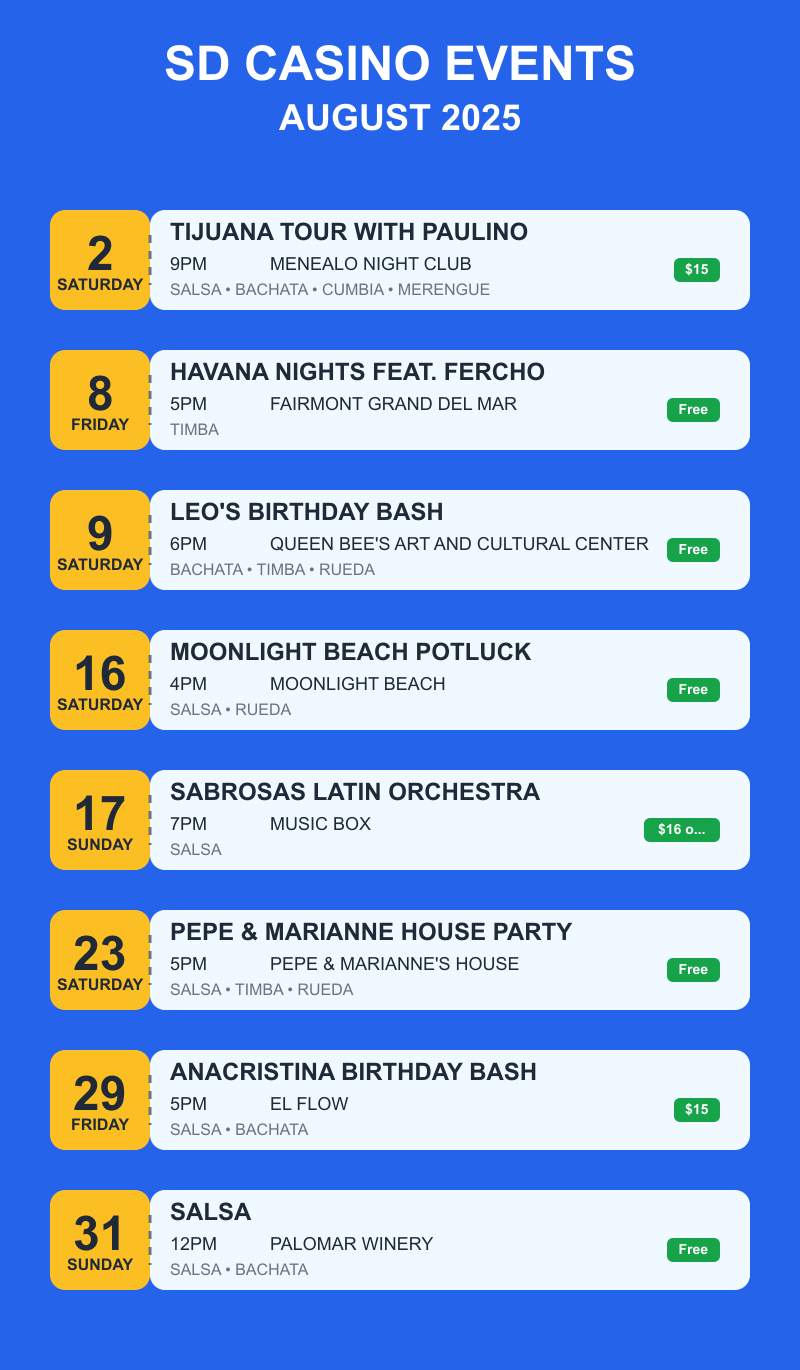 SD CASINO EVENTS
AUGUST 2025
2
SATURDAY
TIJUANA TOUR WITH PAULINO
9PM MENEALO NIGHT CLUB
SALSA • BACHATA • CUMBIA • MERENGUE
$15
8
FRIDAY
HAVANA NIGHTS FEAT. FERCHO
5PM FAIRMONT GRAND DEL MAR
TIMBA
Free
9
SATURDAY
LEO'S BIRTHDAY BASH
6PM QUEEN BEE'S ART AND CULTURAL CENTER
BACHATA • TIMBA • RUEDA
Free
16
SATURDAY
MOONLIGHT BEACH POTLUCK
4PM MOONLIGHT BEACH
SALSA • RUEDA
Free
17
SUNDAY
SABROSAS LATIN ORCHESTRA
7PM MUSIC BOX
SALSA
$16 o...
23
SATURDAY
PEPE & MARIANNE HOUSE PARTY
5PM PEPE & MARIANNE'S HOUSE
SALSA • TIMBA • RUEDA
Free
29
FRIDAY
ANACRISTINA BIRTHDAY BASH
5PM EL FLOW
SALSA • BACHATA
$15
31
SUNDAY
SALSA
12PM PALOMAR WINERY
SALSA • BACHATA
Free